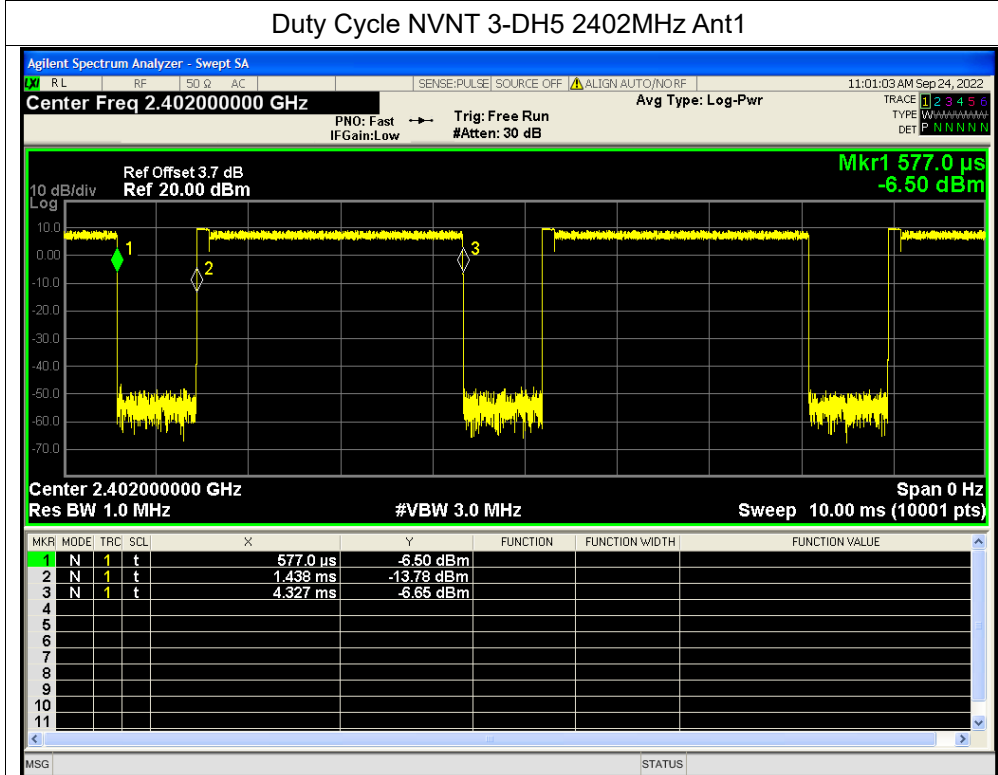 Duty Cycle NVNT 3-DH5 2402MHz Ant1
Agilent Spectrum Analyzer - Swept SA
LXI RL RF 50 Ω AC SENSE:PULSE SOURCE OFF ALIGN AUTO/NO RF 11:01:03 AM Sep 24, 2022
Center Freq 2.402000000 GHz Avg Type: Log-Pwr TRACE 1 2 3 4 5 6
PNO: Fast Trig: Free Run TYPE WWWWWW
IFGain:Low #Atten: 30 dB DET P N N N N N
Mkr1 577.0 µs
Ref Offset 3.7 dB
10 dB/div Ref 20.00 dBm -6.50 dBm
Log
10.0
0.00
-10.0
-20.0
-30.0
-40.0
-50.0
-60.0
-70.0
1
2
3
Center 2.402000000 GHz Span 0 Hz
Res BW 1.0 MHz #VBW 3.0 MHz Sweep 10.00 ms (10001 pts)
MKR MODE TRC SCL X Y FUNCTION FUNCTION WIDTH FUNCTION VALUE
1 N 1 t 577.0 µs -6.50 dBm
2 N 1 t 1.438 ms -13.78 dBm
3 N 1 t 4.327 ms -6.65 dBm
4
5
6
7
8
9
10
11
MSG STATUS